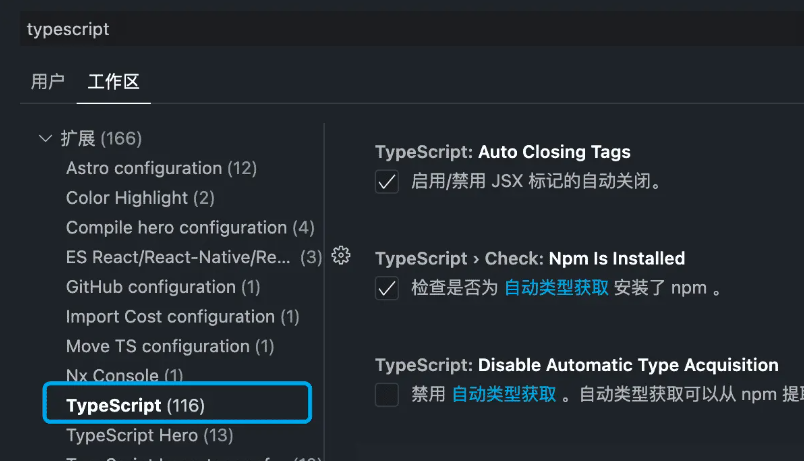 typescript
用户 工作区
扩展 (166)
Astro configuration (12)
Color Highlight (2)
Compile hero configuration (4)
ES React/React-Native/Re... (3)
GitHub configuration (1)
Import Cost configuration (1)
Move TS configuration (1)
Nx Console (1)
TypeScript (116)
TypeScript Hero (13)
TypeScript: Auto Closing Tags
启用/禁用 JSX 标记的自动关闭。
TypeScript › Check: Npm Is Installed
检查是否为 自动类型获取 安装了 npm 。
TypeScript: Disable Automatic Type Acquisition
禁用 自动类型获取 。自动类型获取可以从 npm 提